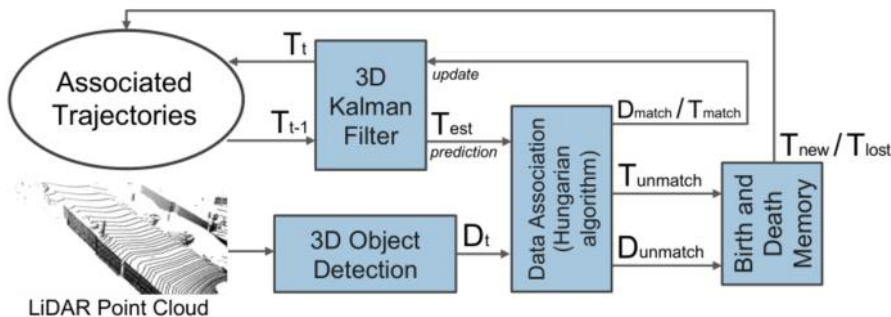 Associated
Trajectories
Tt
Tt-1
3D
Kalman
Filter
update
Test
prediction
Data Association
(Hungarian
algorithm)
Dmatch / Tmatch
Tunmatch
Dunmatch
Birth and
Death
Memory
Tnew / Tlost
3D Object
Detection
Dt
LiDAR Point Cloud